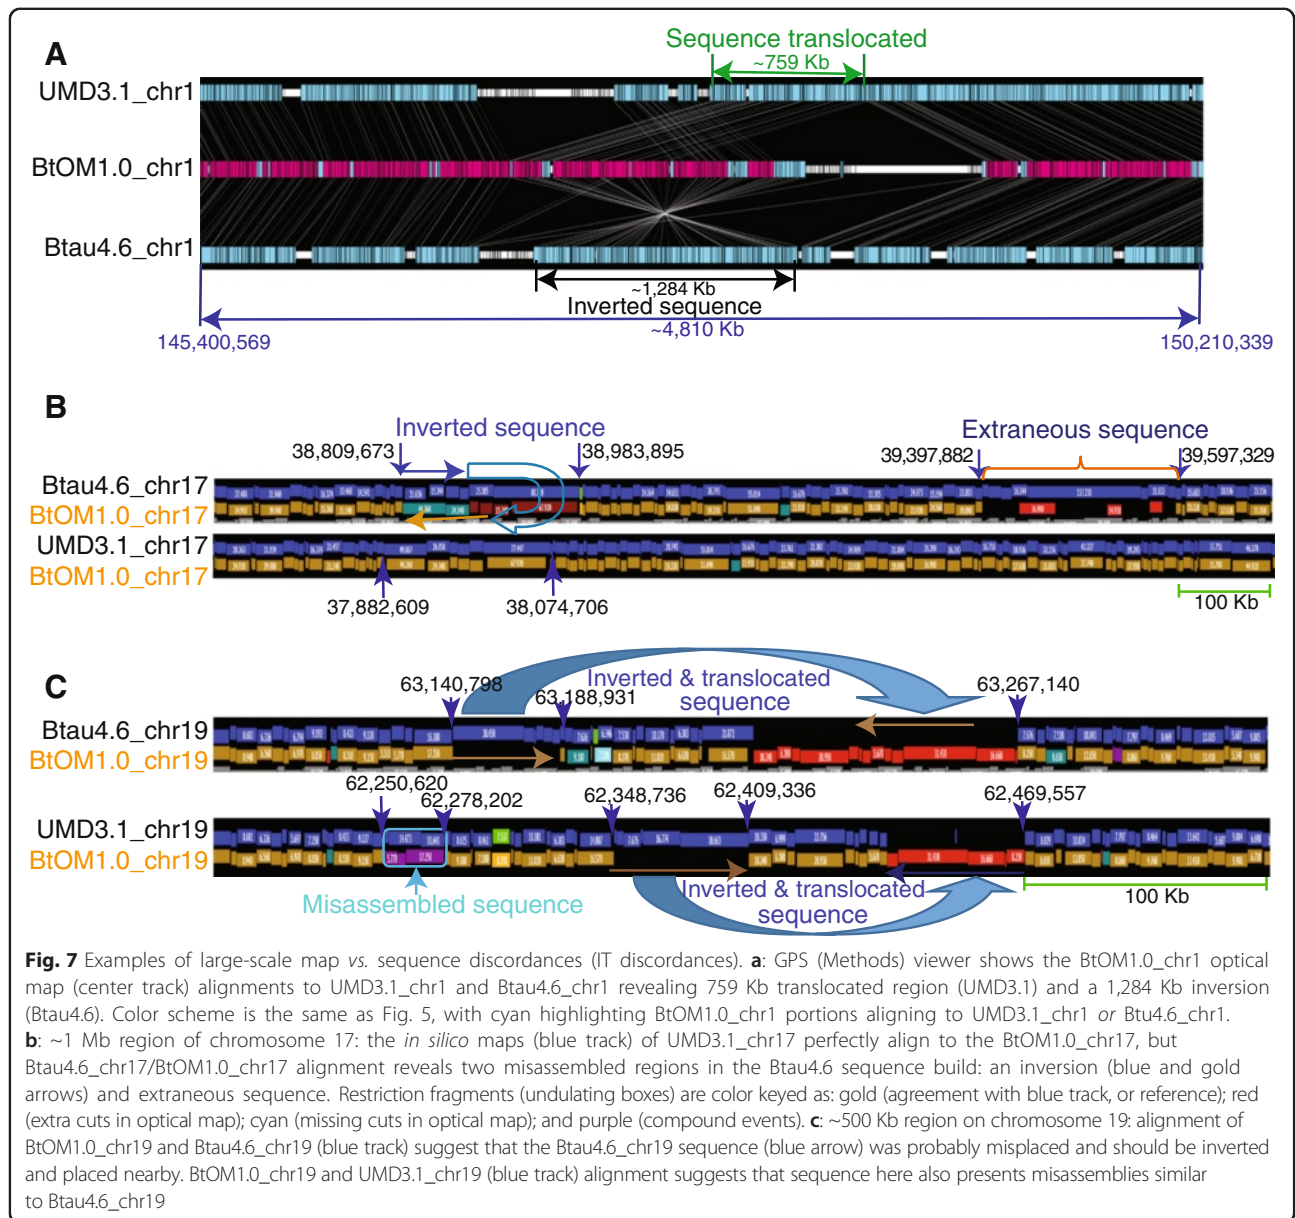 A
Sequence translocated
~759 Kb
UMD3.1_chr1
BtOM1.0_chr1
Btau4.6_chr1
~1,284 Kb
Inverted sequence
~4,810 Kb
145,400,569
150,210,339
B
Inverted sequence
Extraneous sequence
38,809,673
38,983,895
39,397,882
39,597,329
Btau4.6_chr17
BtOM1.0_chr17
UMD3.1_chr17
BtOM1.0_chr17
37,882,609
38,074,706
100 Kb
C
Inverted & translocated
sequence
63,140,798
63,188,931
63,267,140
Btau4.6_chr19
BtOM1.0_chr19
62,250,620
62,278,202
62,348,736
62,409,336
62,469,557
UMD3.1_chr19
BtOM1.0_chr19
Misassembled sequence
Inverted & translocated
sequence
100 Kb
Fig. 7 Examples of large-scale map vs. sequence discordances (IT discordances). a: GPS (Methods) viewer shows the BtOM1.0_chr1 optical
map (center track) alignments to UMD3.1_chr1 and Btau4.6_chr1 revealing 759 Kb translocated region (UMD3.1) and a 1,284 Kb inversion
(Btau4.6). Color scheme is the same as Fig. 5, with cyan highlighting BtOM1.0_chr1 portions aligning to UMD3.1_chr1 or Btu4.6_chr1.
b: ~1 Mb region of chromosome 17: the in silico maps (blue track) of UMD3.1_chr17 perfectly align to the BtOM1.0_chr17, but
Btau4.6_chr17/BtOM1.0_chr17 alignment reveals two misassembled regions in the Btau4.6 sequence build: an inversion (blue and gold
arrows) and extraneous sequence. Restriction fragments (undulating boxes) are color keyed as: gold (agreement with blue track, or reference); red
(extra cuts in optical map); cyan (missing cuts in optical map); and purple (compound events). c: ~500 Kb region on chromosome 19: alignment of
BtOM1.0_chr19 and Btau4.6_chr19 (blue track) suggest that the Btau4.6_chr19 sequence (blue arrow) was probably misplaced and should be inverted
and placed nearby. BtOM1.0_chr19 and UMD3.1_chr19 (blue track) alignment suggests that sequence here also presents misassemblies similar
to Btau4.6_chr19